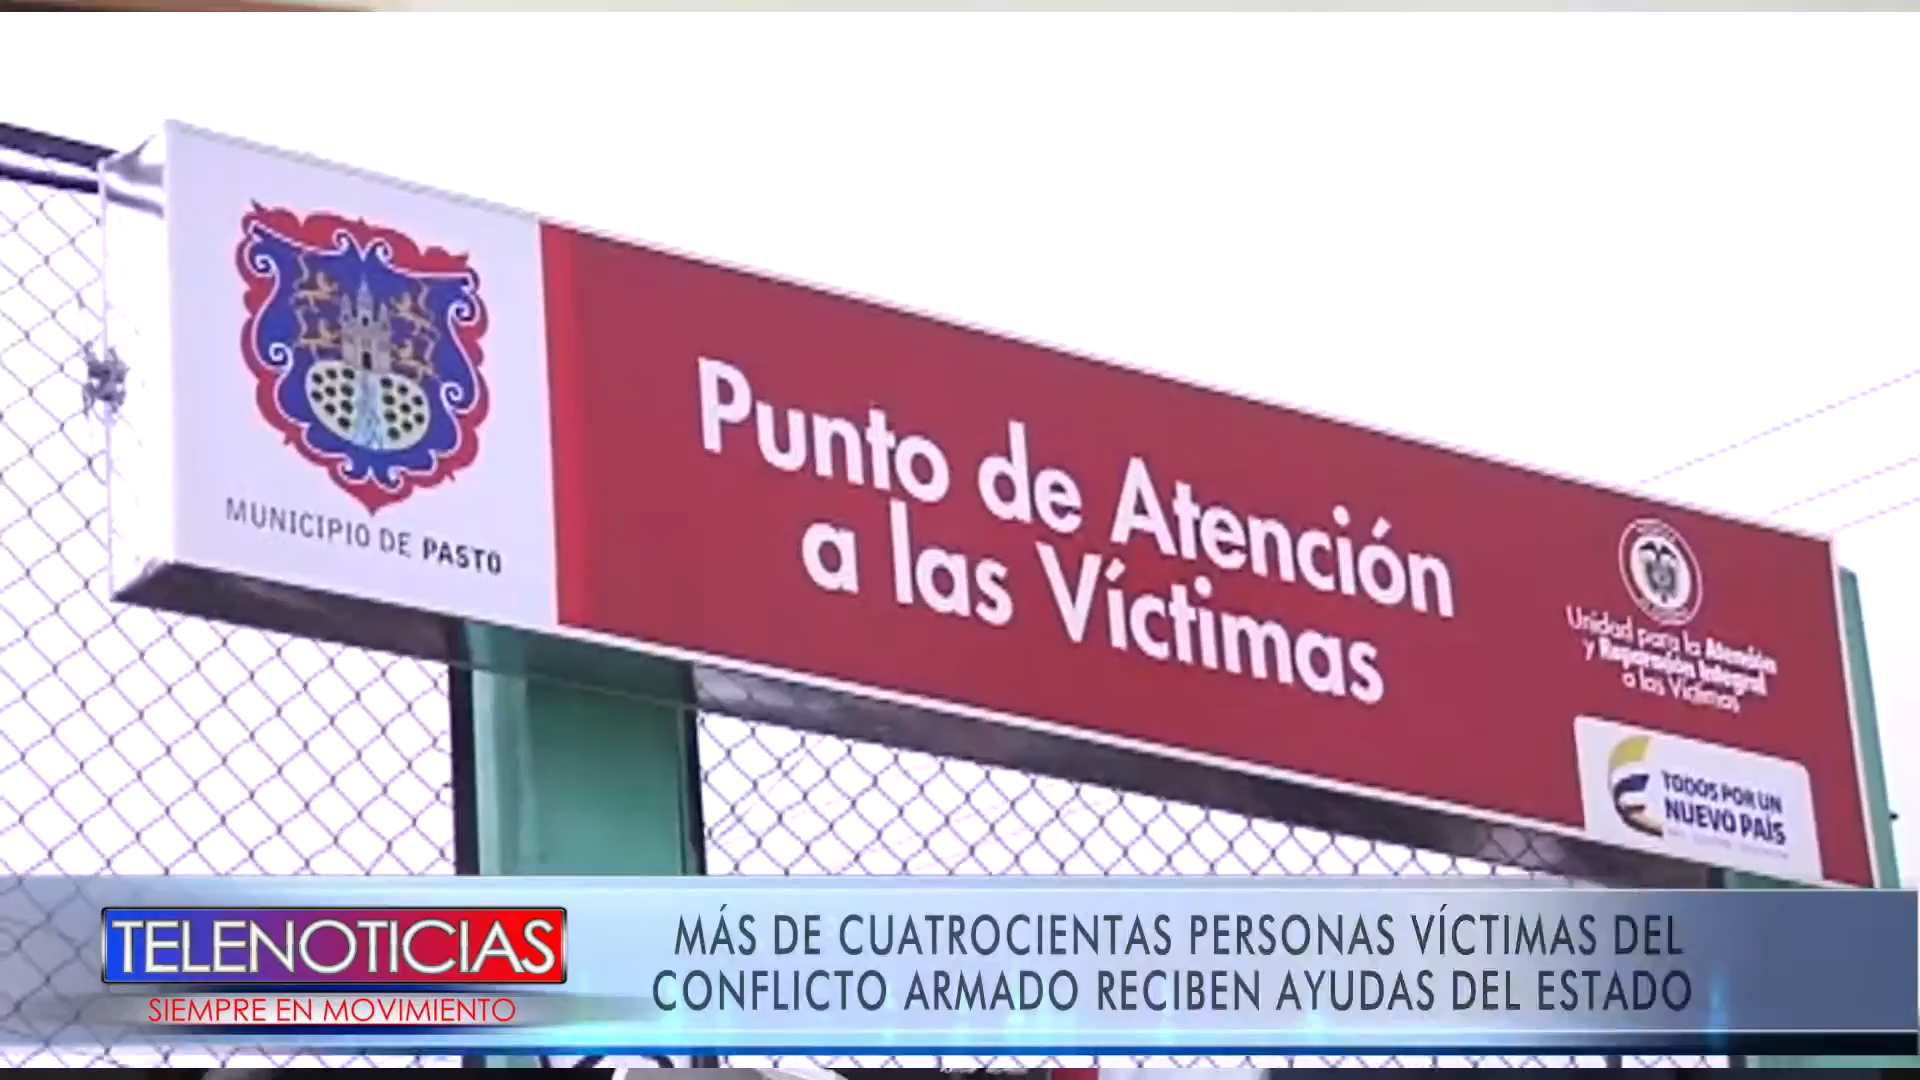 MUNICIPIO DE PASTO
Punto de Atención
a las Víctimas
Unidad para la Atención
y Reparación Integral
a las Víctimas
TODOS POR UN
NUEVO PAÍS
TELENOTICIAS
SIEMPRE EN MOVIMIENTO
MÁS DE CUATROCIENTAS PERSONAS VÍCTIMAS DEL
CONFLICTO ARMADO RECIBEN AYUDAS DEL ESTADO